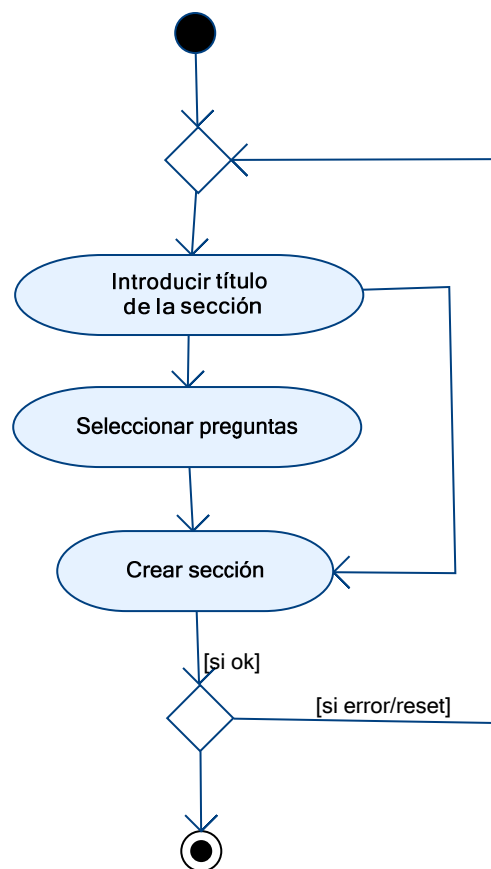 Introducir título
de la sección
Seleccionar preguntas
Crear sección
[si ok]
[si error/reset]